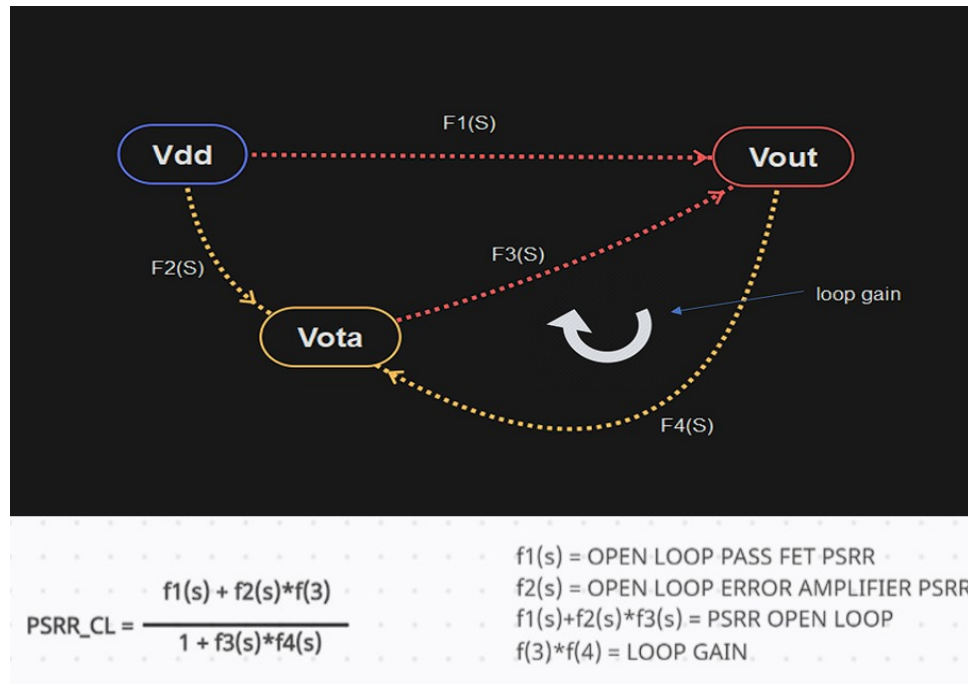 F1(S)
Vdd
Vout
F2(S)
F3(S)
loop gain
Vota
F4(S)
PSRR_CL =
f1(s) + f2(s)*f(3)
1 + f3(s)*f4(s)
f1(s) = OPEN LOOP PASS FET PSRR
f2(s) = OPEN LOOP ERROR AMPLIFIER PSRR
f1(s)+f2(s)*f3(s) = PSRR OPEN LOOP
f(3)*f(4) = LOOP GAIN